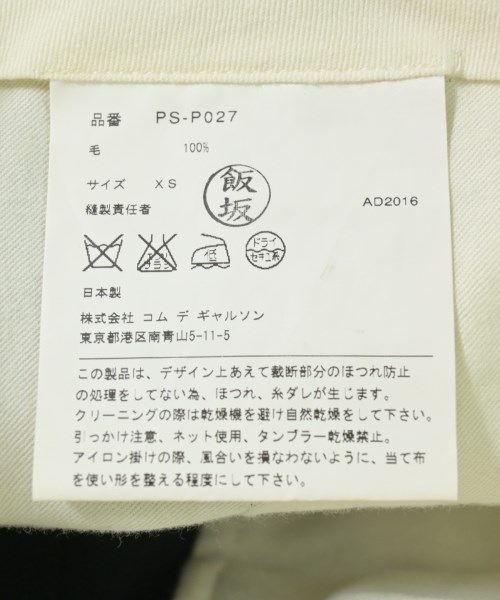 品番 PS-P027
毛 100%
サイズ XS
飯坂
縫製責任者
AD2016
低
ドライ
セキユ系
日本製
株式会社 コム デ ギャルソン
東京都港区南青山5-11-5
この製品は、デザイン上あえて裁断部分のほつれ防止
の処理をしてない為、ほつれ、糸ダレが生じます。
クリーニングの際は乾燥機を避け自然乾燥をして下さい。
引っかけ注意、ネット使用、タンブラー乾燥禁止。
アイロン掛けの際、風合いを損なわないように、当て布
を使い形を整える程度にして下さい。